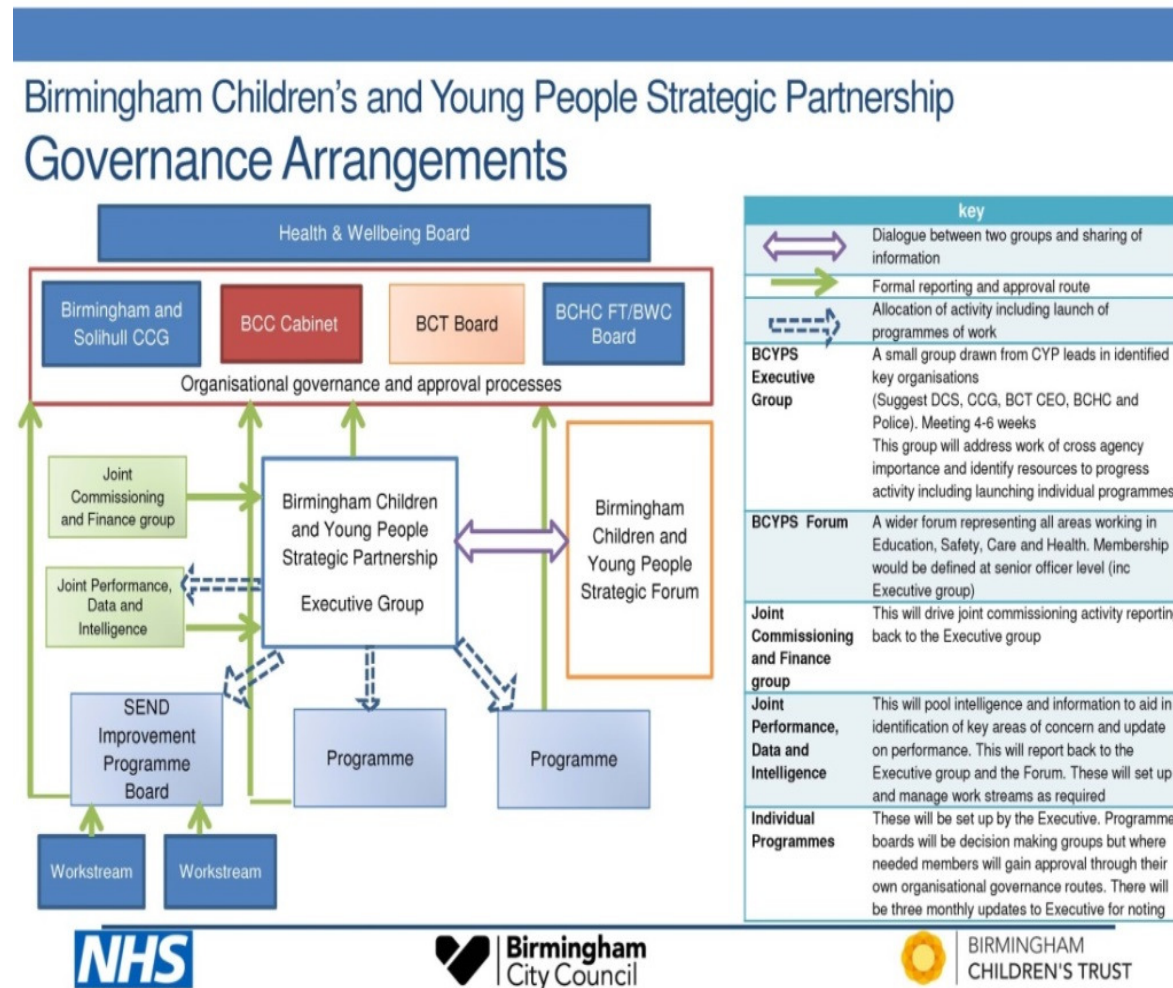 Birmingham Children's and Young People Strategic Partnership
Governance Arrangements
Health & Wellbeing Board
Birmingham and
Solihull CCG
BCC Cabinet
BCT Board
BCHC FT/BWC
Board
Organisational governance and approval processes
Joint
Commissioning
and Finance group
Joint Performance,
Data and
Intelligence
Birmingham Children
and Young People
Strategic Partnership
Executive Group
Birmingham
Children and
Young People
Strategic Forum
SEND
Improvement
Programme
Board
Programme
Programme
Workstream
Workstream
key
Dialogue between two groups and sharing of
information
Formal reporting and approval route
Allocation of activity including launch of
programmes of work
BCYPS
Executive
Group
A small group drawn from CYP leads in identified
key organisations
(Suggest DCS, CCG, BCT CEO, BCHC and
Police). Meeting 4-6 weeks
This group will address work of cross agency
importance and identify resources to progress
activity including launching individual programmes
BCYPS Forum
A wider forum representing all areas working in
Education, Safety, Care and Health. Membership
would be defined at senior officer level (inc
Executive group)
Joint
Commissioning
and Finance
group
This will drive joint commissioning activity reporting
back to the Executive group
Joint
Performance,
Data and
Intelligence
This will pool intelligence and information to aid in
identification of key areas of concern and update
on performance. This will report back to the
Executive group and the Forum. These will set up
and manage work streams as required
Individual
Programmes
These will be set up by the Executive. Programme
boards will be decision making groups but where
needed members will gain approval through their
own organisational governance routes. There will
be three monthly updates to Executive for noting
NHS
Birmingham
City Council
BIRMINGHAM
CHILDREN'S TRUST